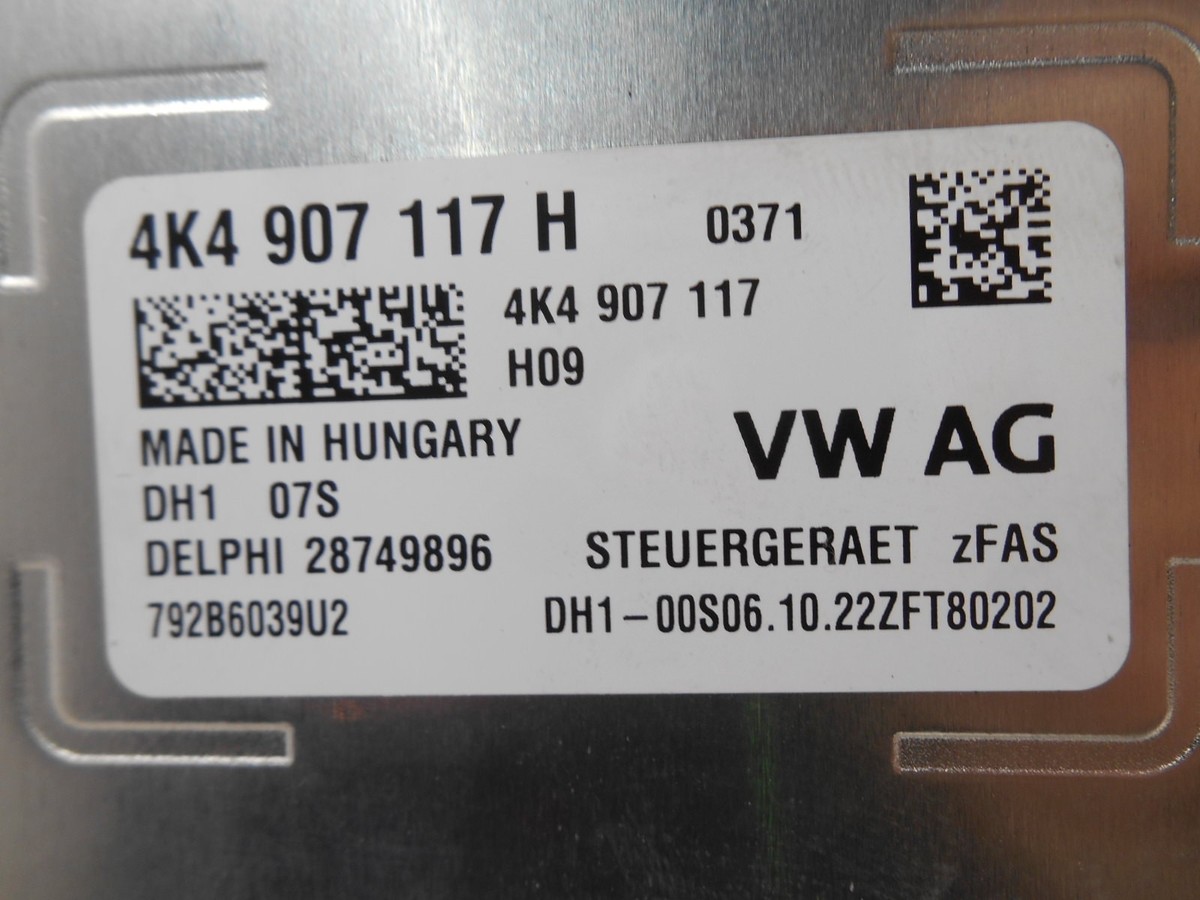 4K4 907 117 H 0371
4K4 907 117
H09
MADE IN HUNGARY
VW AG
DH1 07S
DELPHI 28749896
STEUERGERAET zFAS
792B6039U2
DH1-00S06.10.22ZFT80202